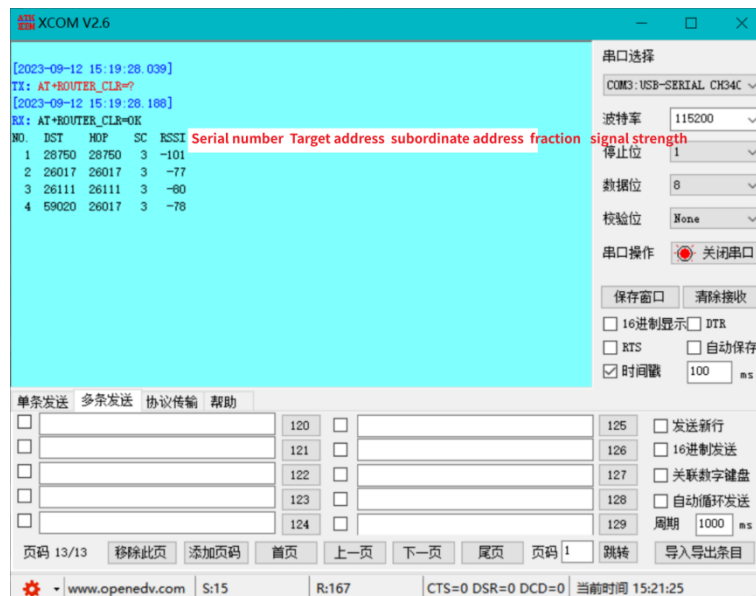 XCOM V2.6
[2023-09-12 15:19:28.039]
TX: AT+ROUTER_CLR=?
[2023-09-12 15:19:28.188]
RX: AT+ROUTER_CLR=OK
NO. DST HOP SC RSSI Serial number Target address subordinate address fraction signal strength
1 28750 28750 3 -101
2 26017 26017 3 -77
3 26111 26111 3 -80
4 59020 26017 3 -78
串口选择
COM3:USB-SERIAL CH34C
波特率 115200
停止位 1
数据位 8
校验位 None
串口操作 关闭串口
保存窗口 清除接收
16进制显示 DTR
RTS 自动保存
时间戳 100 ms
单条发送 多条发送 协议传输 帮助
120 125 发送新行
121 126 16进制发送
122 127 关联数字键盘
123 128 自动循环发送
124 129 周期 1000 ms
页码 13/13 移除此页 添加页码 首页 上一页 下一页 尾页 页码 1 跳转 导入导出条目
www.openedv.com S:15 R:167 CTS=0 DSR=0 DCD=0 当前时间 15:21:25